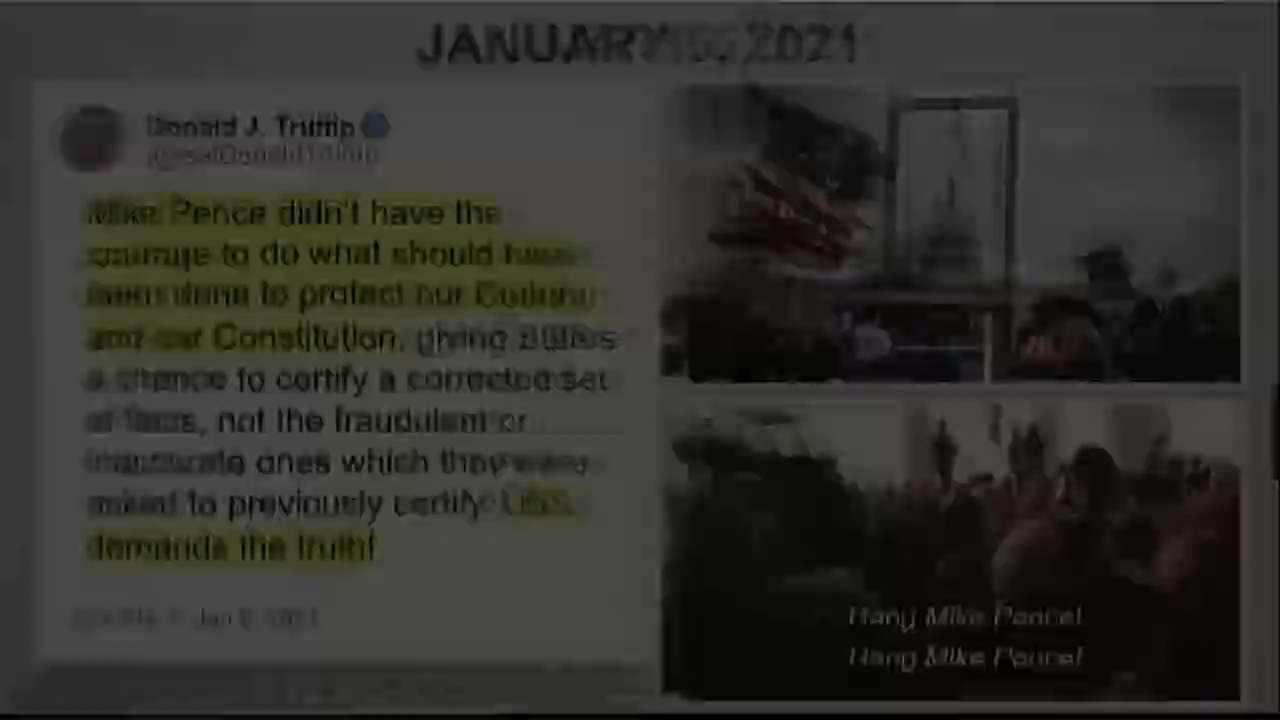 JANUARY 2021
Donald J. Trump
@realDonaldTrump
Mike Pence didn't have the
courage to do what should have
been done to protect our Country
and our Constitution, giving States
a chance to certify a corrected set
of facts, not the fraudulent or
inaccurate ones which they were
asked to previously certify. USA
demands the truth!
Hang Mike Pence!
Hang Mike Pence!